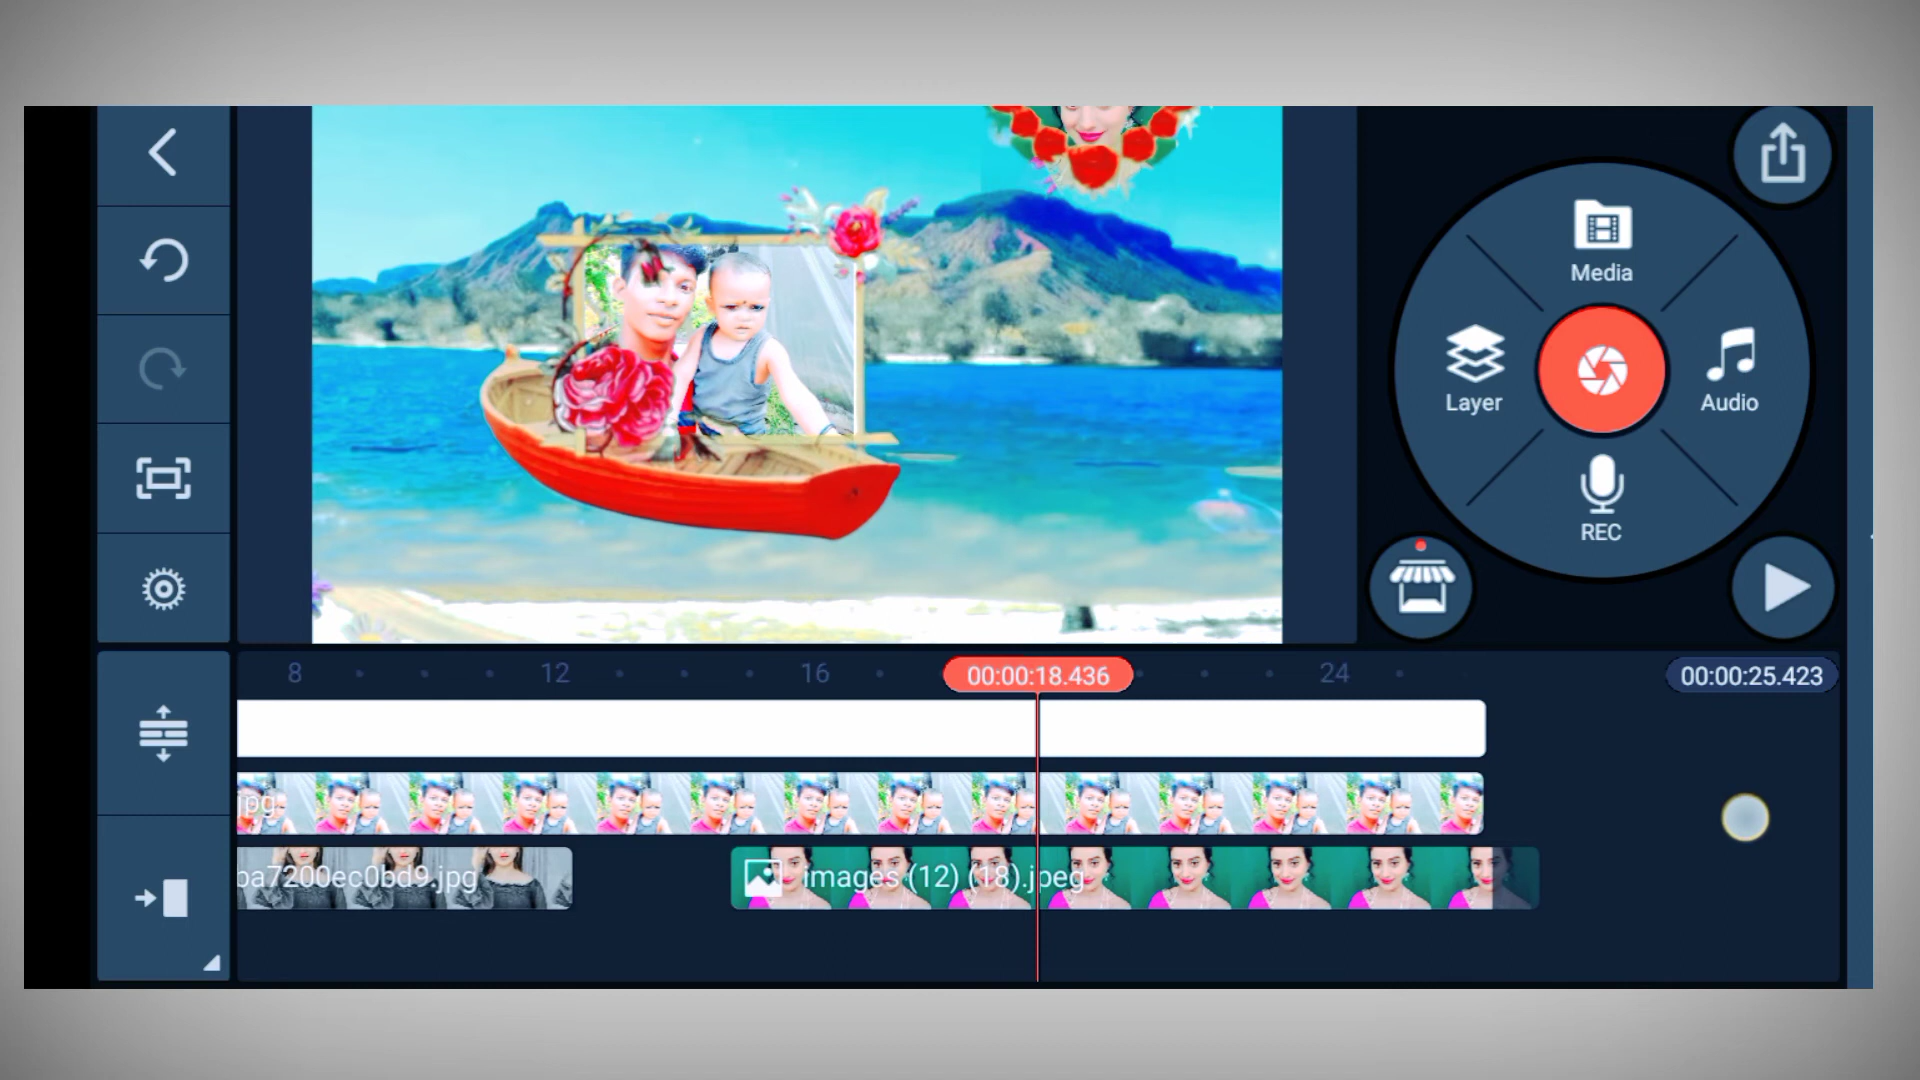 Media
Layer
Audio
REC
8
12
16
00:00:18.436
24
00:00:25.423
jpg
ba7200ec0bd9.jpg
images (12) (18).jpeg